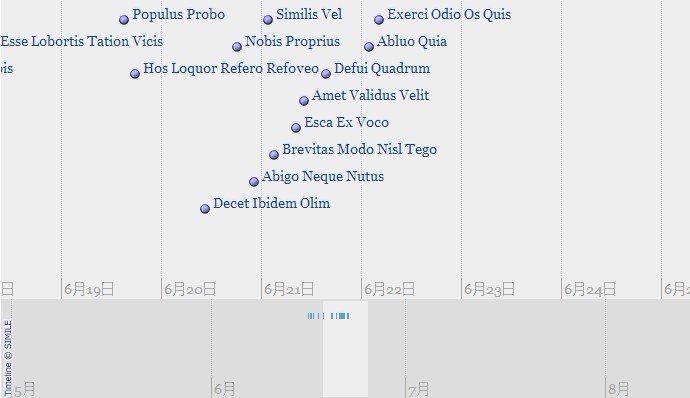 Populus Probo Similis Vel Exerci Odio Os Quis
Esse Lobortis Tation Vicis Nobis Proprius Abluo Quia
Hos Loquor Refero Refoveo Defui Quadrum
Amet Validus Velit
Esca Ex Voco
Brevitas Modo Nisl Tego
Abigo Neque Nutus
Decet Ibidem Olim
日 6月19日 6月20日 6月21日 6月22日 6月23日 6月24日 6月2
Timeline © SIMILE
5月 6月 7月 8月